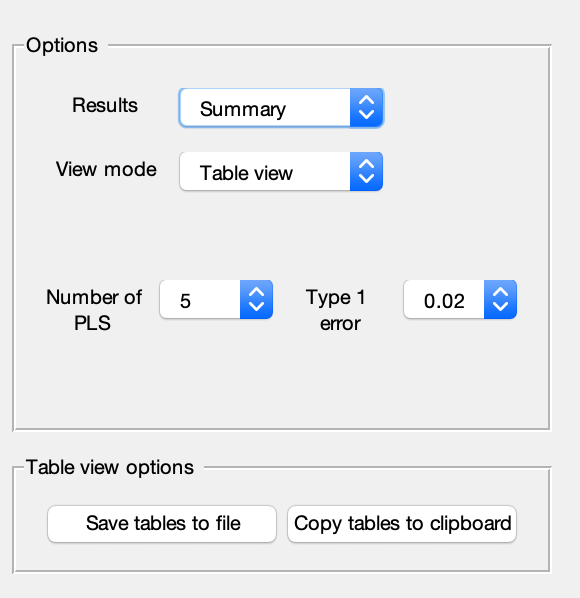 Options
Results
Summary
View mode
Table view
Number of
PLS
5
Type 1
error
0.02
Table view options
Save tables to file
Copy tables to clipboard